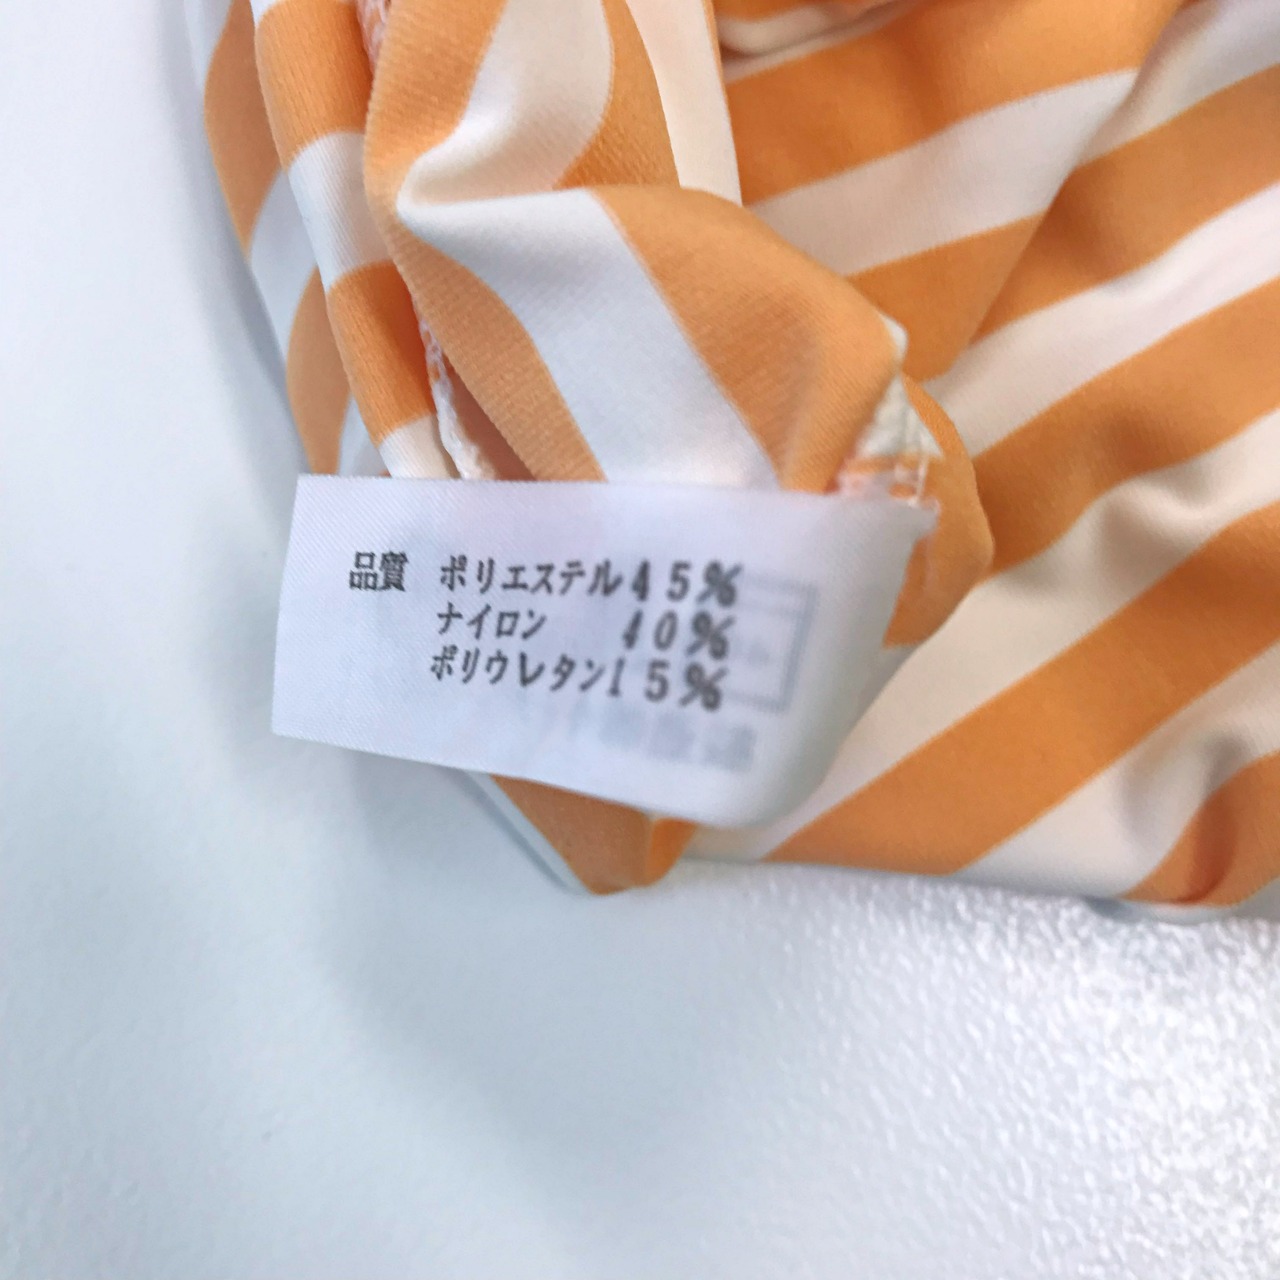 品質 ポリエステル45%
ナイロン 40%
ポリウレタン15%